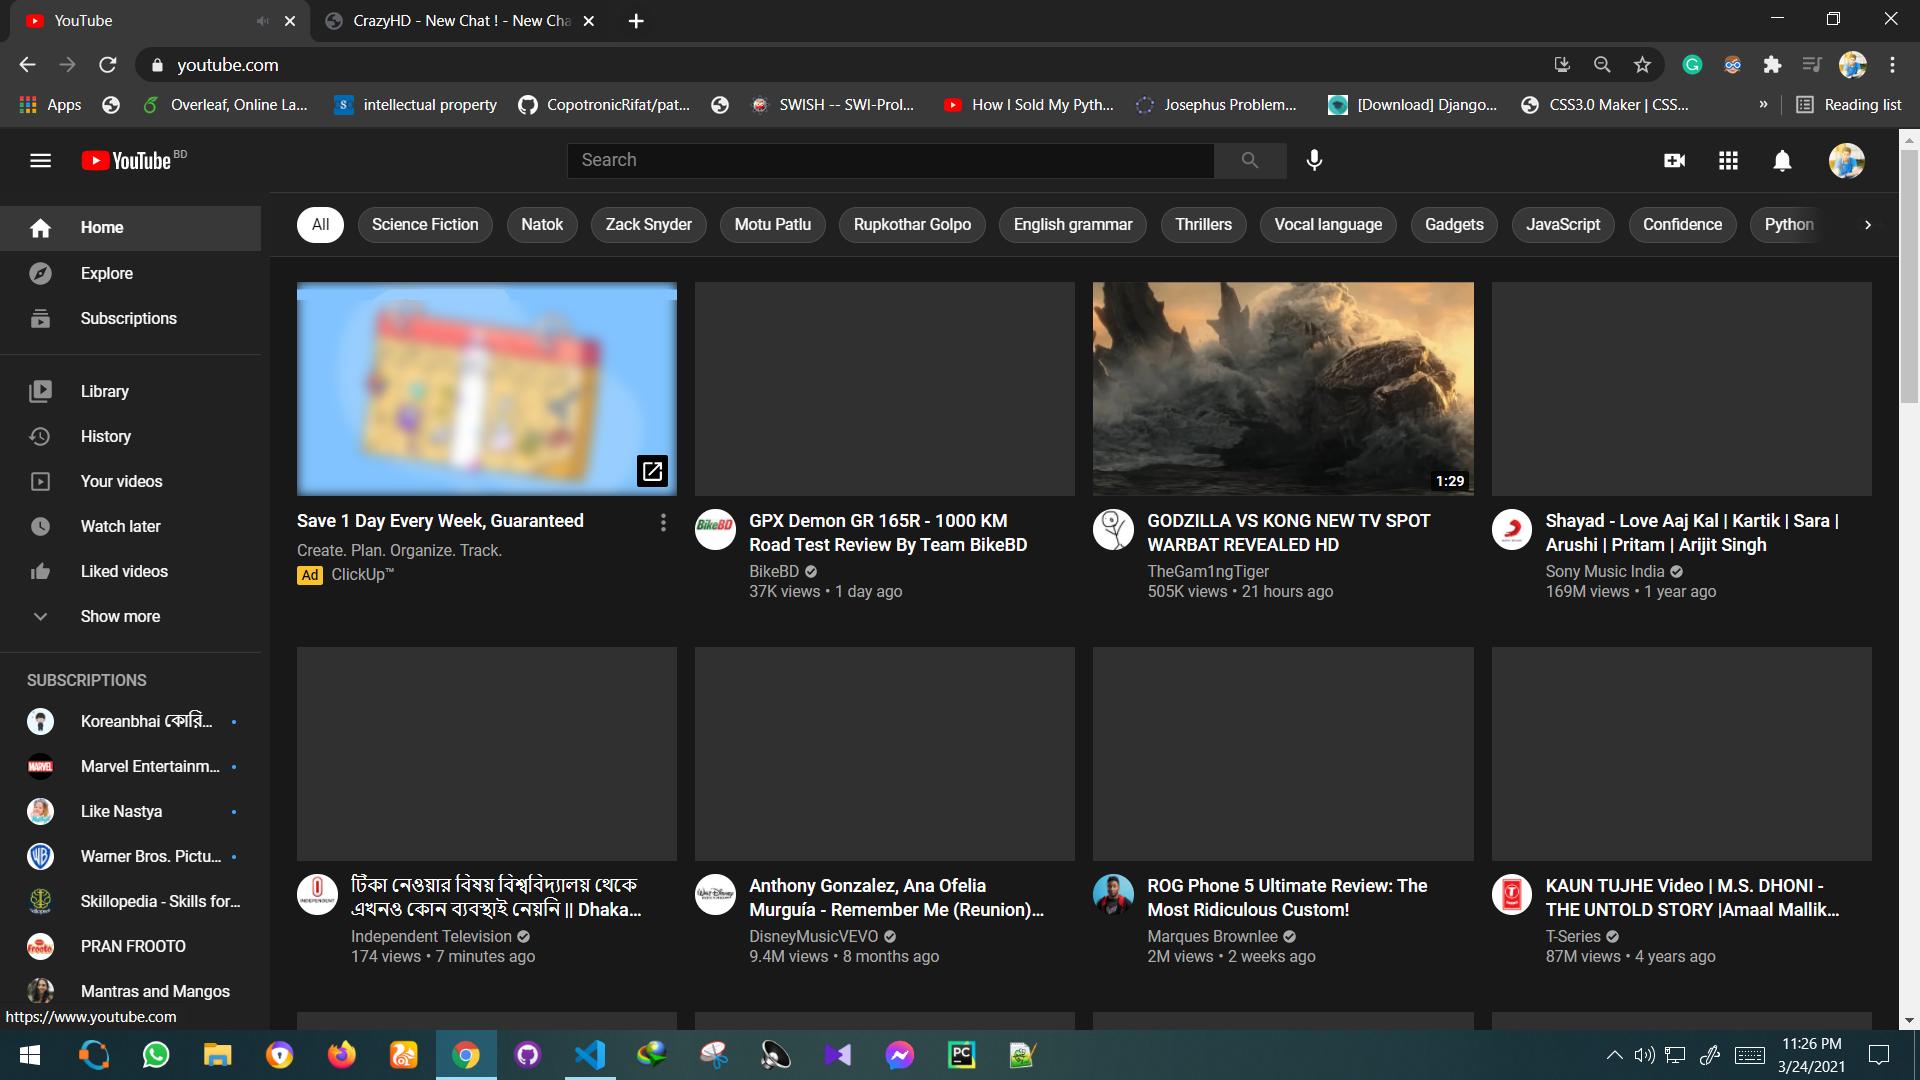 YouTube
CrazyHD - New Chat ! - New Cha
youtube.com
Apps
Overleaf, Online La...
intellectual property
CopotronicRifat/pat...
SWISH -- SWI-Prol...
How I Sold My Pyth...
Josephus Problem...
[Download] Django...
CSS3.0 Maker | CSS...
»
Reading list
YouTube BD
Search
Home
Explore
Subscriptions
Library
History
Your videos
Watch later
Liked videos
Show more
SUBSCRIPTIONS
Koreanbhai কোরি...
Marvel Entertainm...
Like Nastya
Warner Bros. Pictu...
Skillopedia - Skills for...
PRAN FROOTO
Mantras and Mangos
https://www.youtube.com
All
Science Fiction
Natok
Zack Snyder
Motu Patlu
Rupkothar Golpo
English grammar
Thrillers
Vocal language
Gadgets
JavaScript
Confidence
Python
Save 1 Day Every Week, Guaranteed
Create. Plan. Organize. Track.
Ad ClickUp™
BikeBD
GPX Demon GR 165R - 1000 KM
Road Test Review By Team BikeBD
BikeBD
37K views • 1 day ago
1:29
GODZILLA VS KONG NEW TV SPOT
WARBAT REVEALED HD
TheGam1ngTiger
505K views • 21 hours ago
Shayad - Love Aaj Kal | Kartik | Sara |
Arushi | Pritam | Arijit Singh
Sony Music India
169M views • 1 year ago
INDEPENDENT
টিকা নেওয়ার বিষয় বিশ্ববিদ্যালয় থেকে
এখনও কোন ব্যবস্থাই নেয়নি || Dhaka...
Independent Television
174 views • 7 minutes ago
Anthony Gonzalez, Ana Ofelia
Murguía - Remember Me (Reunion)...
DisneyMusicVEVO
9.4M views • 8 months ago
ROG Phone 5 Ultimate Review: The
Most Ridiculous Custom!
Marques Brownlee
2M views • 2 weeks ago
KAUN TUJHE Video | M.S. DHONI -
THE UNTOLD STORY |Amaal Mallik...
T-Series
87M views • 4 years ago
MARVEL
PC
11:26 PM
3/24/2021